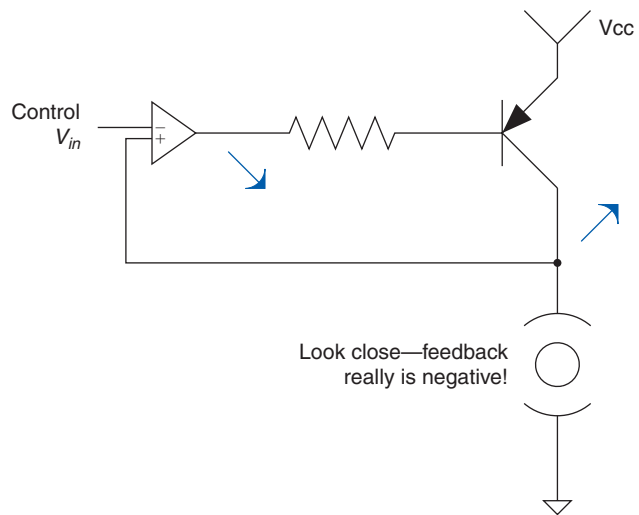 Vcc
Control
Vin
−
+
Look close—feedback
really is negative!